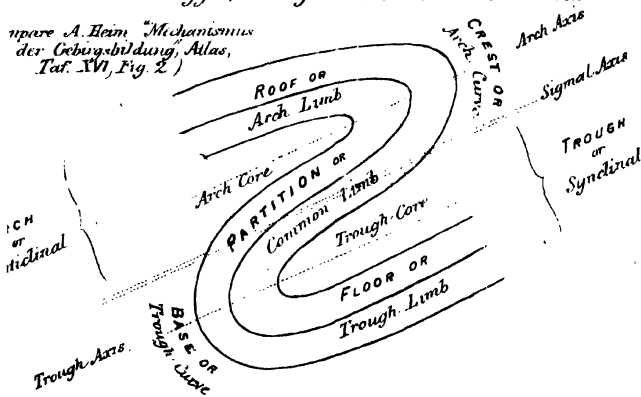 mpare A. Heim "Mechanismus
der Gebirgsbildung", Atlas,
Taf. XVI, Fig. 2)
CREST OR
Arch Curve
Arch Axis
Sigmal Axis
ROOF OR
Arch Limb
TROUGH
or
Synclinal
Arch Core
PARTITION OR
Common Limb
Trough Core
CH
or
ticlinal
FLOOR OR
Trough Limb
BASE OR
Trough Curve
Trough Axis.